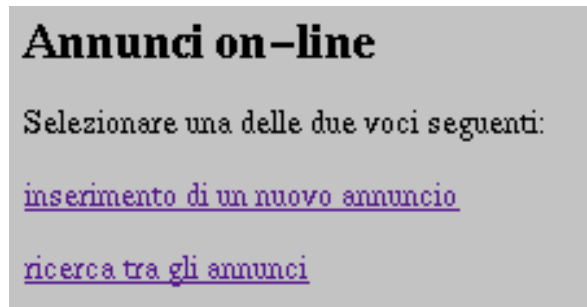 Annunci on-line
Selezionare una delle due voci seguenti:
inserimento di un nuovo annuncio
ricerca tra gli annunci